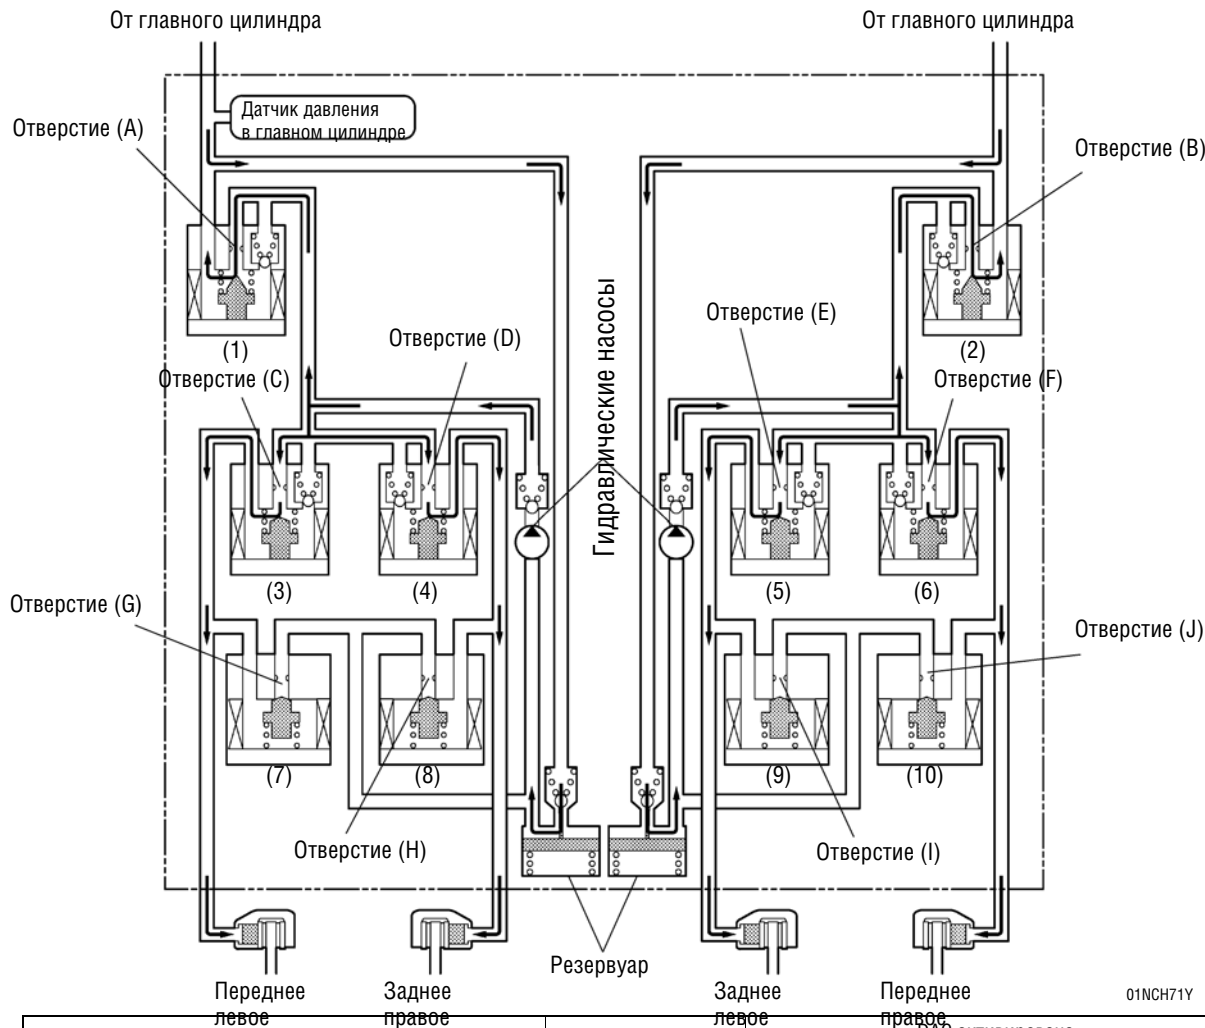 От главного цилиндра
От главного цилиндра
Датчик давления
в главном цилиндре
Отверстие (A)
Отверстие (B)
Гидравлические насосы
Отверстие (E)
Отверстие (D)
(1)
(2)
Отверстие (C)
Отверстие (F)
(3)
(4)
(5)
(6)
Отверстие (G)
Отверстие (J)
(7)
(8)
(9)
(10)
Отверстие (H)
Отверстие (I)
Резервуар
Переднее
левое
Заднее
правое
Заднее
левое
Переднее
правое
01NCH71Y